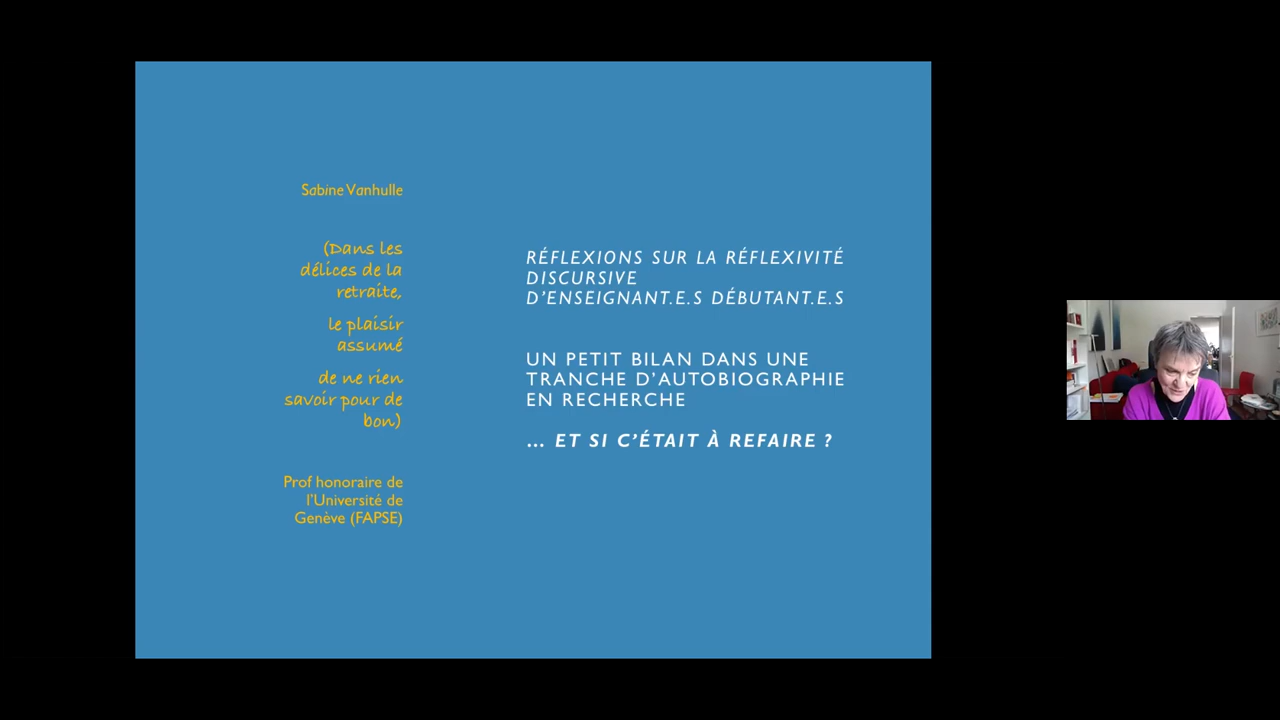 Sabine Vanhulle
(Dans les
délices de la
retraite,
le plaisir
assumé
de ne rien
savoir pour de
bon)
Prof honoraire de
l'Université de
Genève (FAPSE)
RÉFLEXIONS SUR LA RÉFLEXIVITÉ
DISCURSIVE
D'ENSEIGNANT.E.S DÉBUTANT.E.S
UN PETIT BILAN DANS UNE
TRANCHE D'AUTOBIOGRAPHIE
EN RECHERCHE
... ET SI C'ÉTAIT À REFAIRE ?